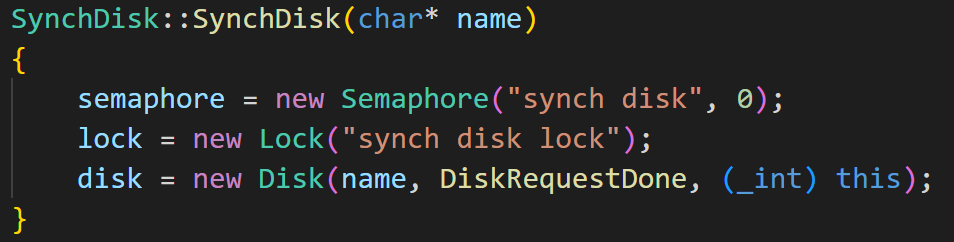 SynchDisk::SynchDisk(char* name)
{
    semaphore = new Semaphore("synch disk", 0);
    lock = new Lock("synch disk lock");
    disk = new Disk(name, DiskRequestDone, (_int) this);
}